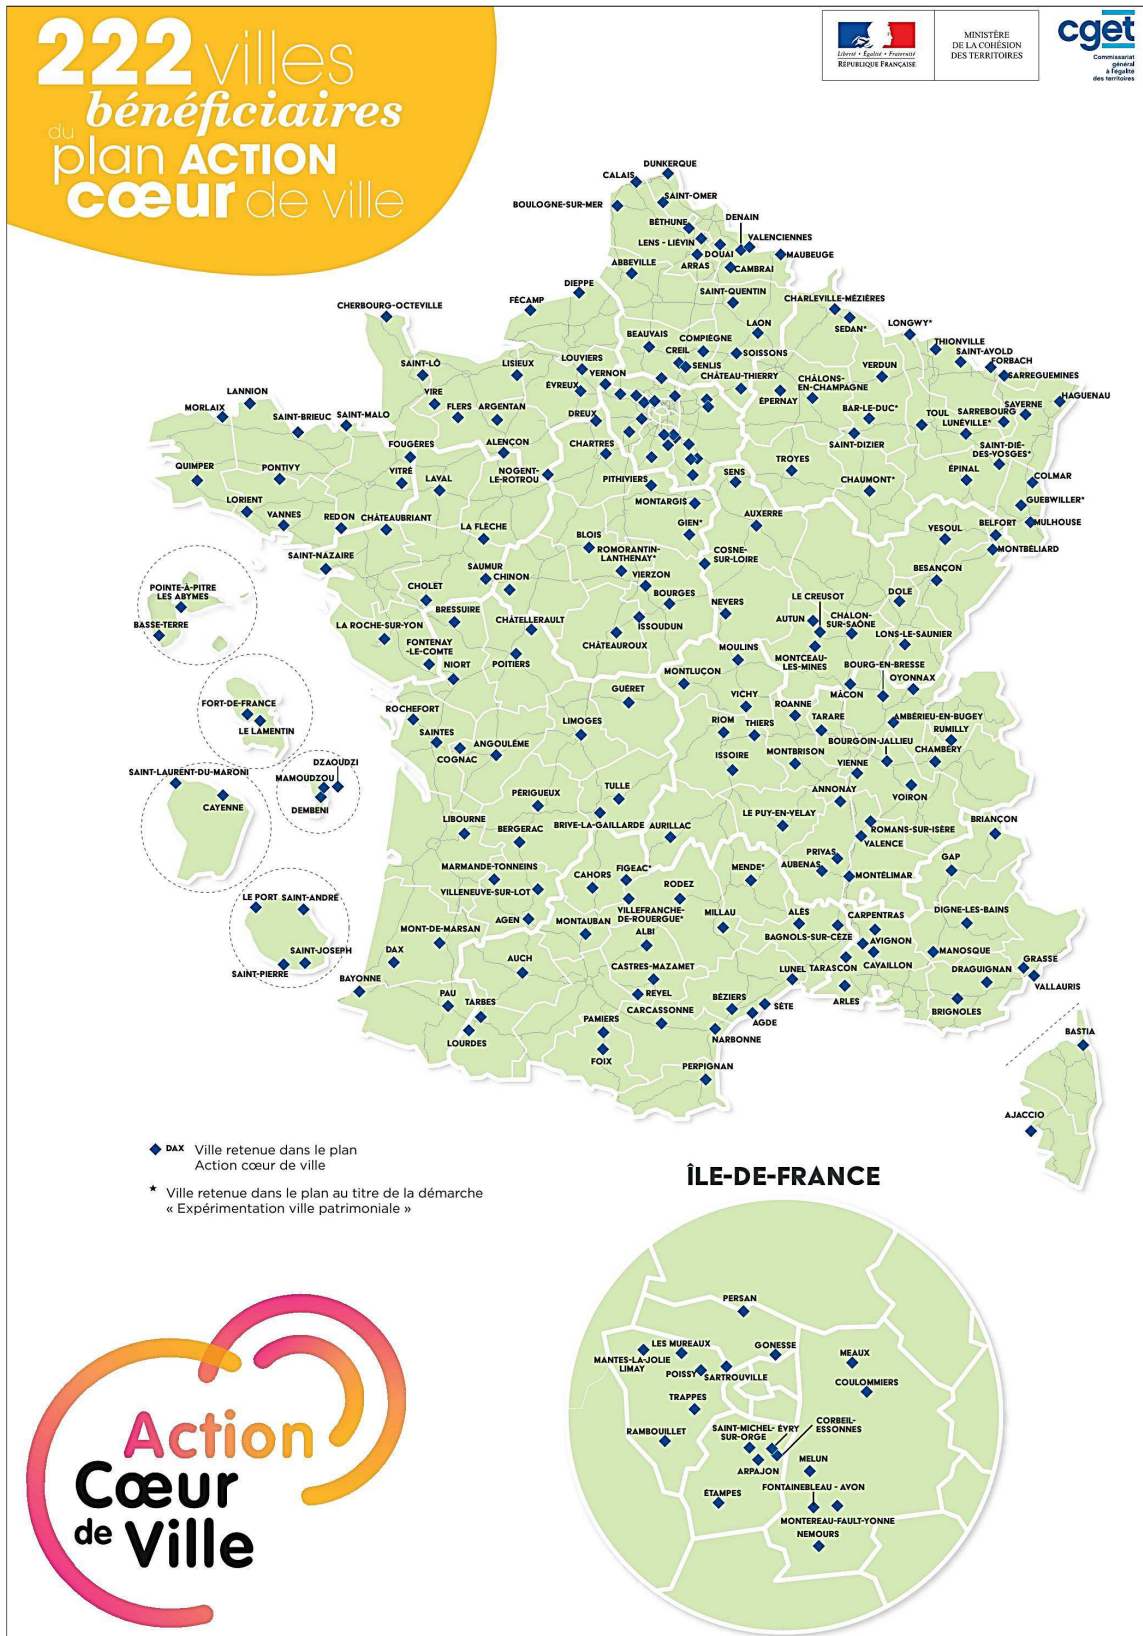 222 villes
bénéficiaires
du
plan ACTION
cœur de ville
Liberté • Égalité • Fraternité
RÉPUBLIQUE FRANÇAISE
MINISTÈRE
DE LA COHÉSION
DES TERRITOIRES
cget
Commissariat
général
à l'égalité
des territoires
DUNKERQUE
CALAIS
SAINT-OMER
BOULOGNE-SUR-MER
BÉTHUNE
DENAIN
LENS - LIÉVIN
VALENCIENNES
DOUAI
MAUBEUGE
ABBEVILLE
ARRAS
CAMBRAI
DIEPPE
SAINT-QUENTIN
CHERBOURG-OCTEVILLE
FÉCAMP
CHARLEVILLE-MÉZIÈRES
SEDAN*
LONGWY*
BEAUVAIS
COMPIÈGNE
LAON
THIONVILLE
CREIL
SOISSONS
SAINT-AVOLD
FORBACH
SAINT-LÔ
LISIEUX
LOUVIERS
SENLIS
VERDUN
SARREGUEMINES
VERNON
CHÂTEAU-THIERRY
CHÂLONS-
EN-CHAMPAGNE
ÉVREUX
ÉPERNAY
HAGUENAU
LANNION
VIRE
SAVERNE
MORLAIX
SAINT-BRIEUC
SAINT-MALO
FLERS
ARGENTAN
DREUX
BAR-LE-DUC*
TOUL
SARREBOURG
LUNÉVILLE*
FOUGÈRES
ALENÇON
CHARTRES
SAINT-DIZIER
SAINT-DIÉ-
DES-VOSGES*
QUIMPER
PONTIVY
VITRÉ
LAVAL
NOGENT-
LE-ROTROU
PITHIVIERS
SENS
TROYES
CHAUMONT*
ÉPINAL
COLMAR
LORIENT
VANNES
REDON
CHÂTEAUBRIANT
MONTARGIS
AUXERRE
GUEBWILLER*
LA FLÈCHE
GIEN*
VESOUL
BELFORT
MULHOUSE
SAINT-NAZAIRE
BLOIS
ROMORANTIN-
LANTHENAY*
COSNE-
SUR-LOIRE
MONTBÉLIARD
SAUMUR
CHINON
VIERZON
BESANÇON
POINTE-À-PITRE
LES ABYMES
CHOLET
BOURGES
NEVERS
LE CREUSOT
DOLE
BASSE-TERRE
LA ROCHE-SUR-YON
BRESSUIRE
CHÂTELLERAULT
ISSOUDUN
AUTUN
CHALON-
SUR-SAÔNE
LONS-LE-SAUNIER
FONTENAY
-LE-COMTE
NIORT
POITIERS
CHÂTEAUROUX
MOULINS
MONTCEAU-
LES-MINES
BOURG-EN-BRESSE
MONTLUÇON
OYONNAX
MÂCON
FORT-DE-FRANCE
ROCHEFORT
GUÉRET
VICHY
ROANNE
LE LAMENTIN
SAINTES
LIMOGES
RIOM
THIERS
TARARE
AMBÉRIEU-EN-BUGEY
RUMILLY
COGNAC
ANGOULÊME
ISSOIRE
MONTBRISON
BOURGOIN-JALLIEU
CHAMBÉRY
SAINT-LAURENT-DU-MARONI
DZAOUDZI
MAMOUDZOU
VIENNE
CAYENNE
DEMBENI
PÉRIGUEUX
TULLE
ANNONAY
VOIRON
LIBOURNE
BERGERAC
BRIVE-LA-GAILLARDE
AURILLAC
LE PUY-EN-VELAY
ROMANS-SUR-ISÈRE
VALENCE
BRIANÇON
MARMANDE-TONNEINS
CAHORS
FIGEAC*
MENDE*
PRIVAS
AUBENAS
MONTÉLIMAR
GAP
VILLENEUVE-SUR-LOT
RODEZ
LE PORT
SAINT-ANDRÉ
AGEN
MONTAUBAN
VILLEFRANCHE-
DE-ROUERGUE*
MILLAU
ALÈS
CARPENTRAS
DIGNE-LES-BAINS
MONT-DE-MARSAN
ALBI
BAGNOLS-SUR-CÈZE
AVIGNON
SAINT-JOSEPH
DAX
AUCH
CASTRES-MAZAMET
LUNEL
TARASCON
CAVAILLON
MANOSQUE
GRASSE
SAINT-PIERRE
BAYONNE
DRAGUIGNAN
VALLAURIS
PAU
TARBES
REVEL
BÉZIERS
SÈTE
ARLES
BRIGNOLES
PAMIERS
CARCASSONNE
AGDE
LOURDES
NARBONNE
BASTIA
FOIX
PERPIGNAN
AJACCIO
DAX Ville retenue dans le plan
Action cœur de ville
* Ville retenue dans le plan au titre de la démarche
« Expérimentation ville patrimoniale »
ÎLE-DE-FRANCE
PERSAN
LES MUREAUX
GONESSE
MANTES-LA-JOLIE
LIMAY
MEAUX
POISSY
SARTROUVILLE
COULOMMIERS
TRAPPES
SAINT-MICHEL-
SUR-ORGE
ÉVRY
CORBEIL-
ESSONNES
RAMBOUILLET
ARPAJON
MELUN
ÉTAMPES
FONTAINEBLEAU - AVON
MONTEREAU-FAULT-YONNE
NEMOURS
Action
Cœur
de Ville